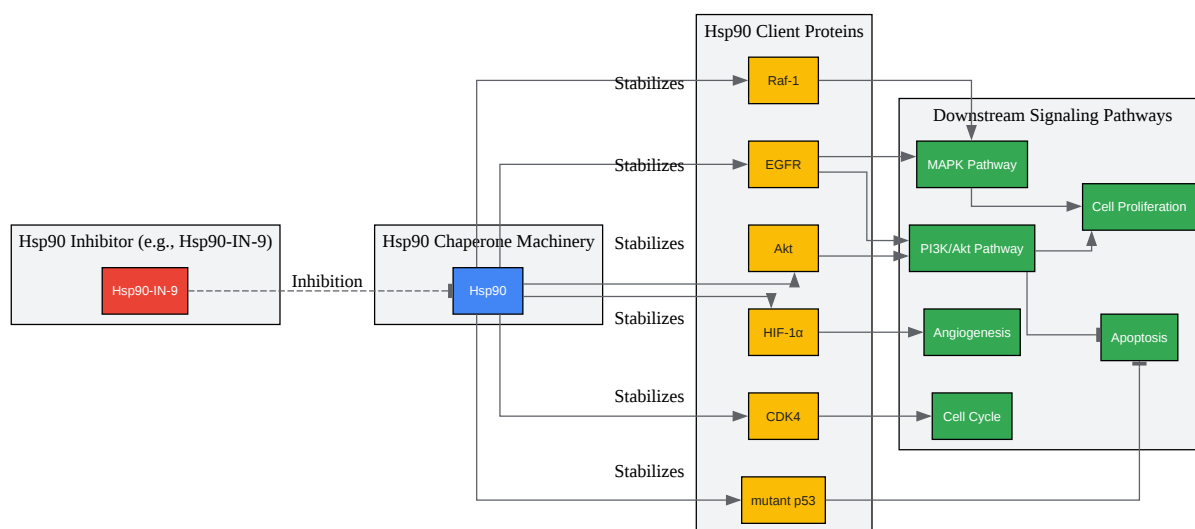 Hsp90 Inhibitor (e.g., Hsp90-IN-9)
Hsp90-IN-9
Inhibition
Hsp90 Chaperone Machinery
Hsp90
Stabilizes
Stabilizes
Stabilizes
Stabilizes
Stabilizes
Stabilizes
Hsp90 Client Proteins
Raf-1
EGFR
Akt
HIF-1α
CDK4
mutant p53
Downstream Signaling Pathways
MAPK Pathway
Cell Proliferation
PI3K/Akt Pathway
Angiogenesis
Apoptosis
Cell Cycle